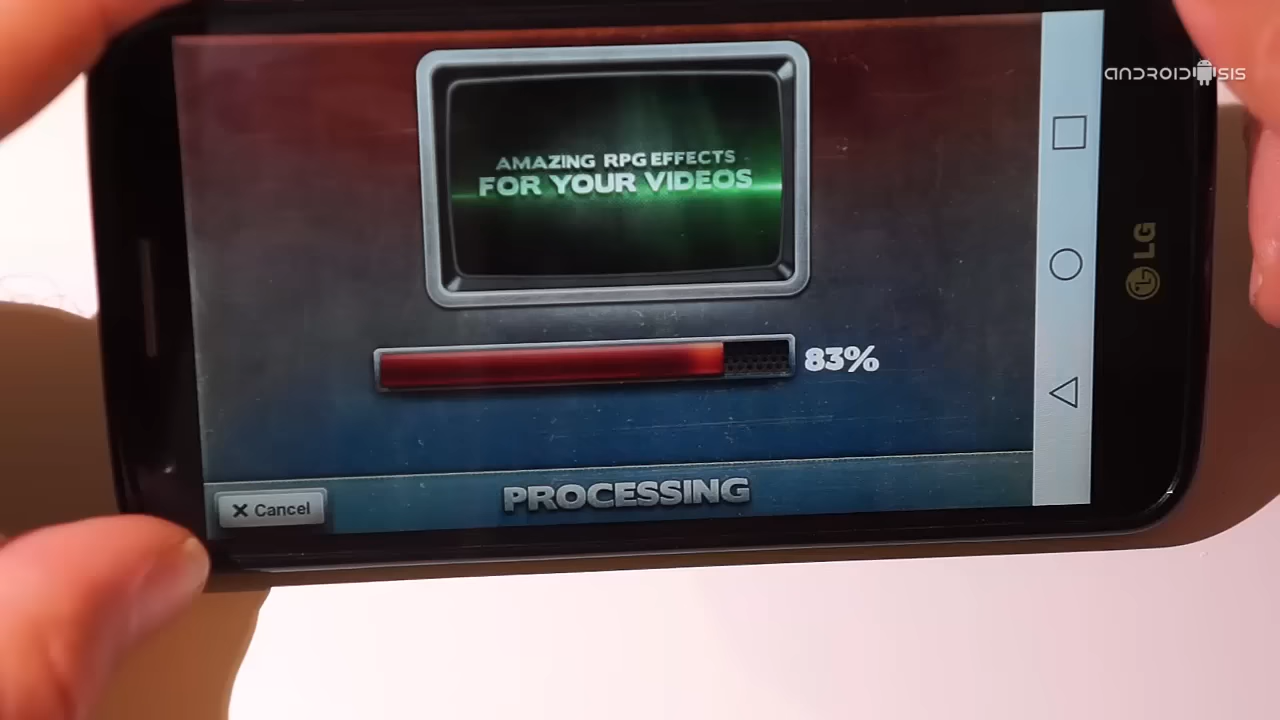 ANDROIDSIS
AMAZING RPG EFFECTS
FOR YOUR VIDEOS
83%
LG
Cancel
PROCESSING